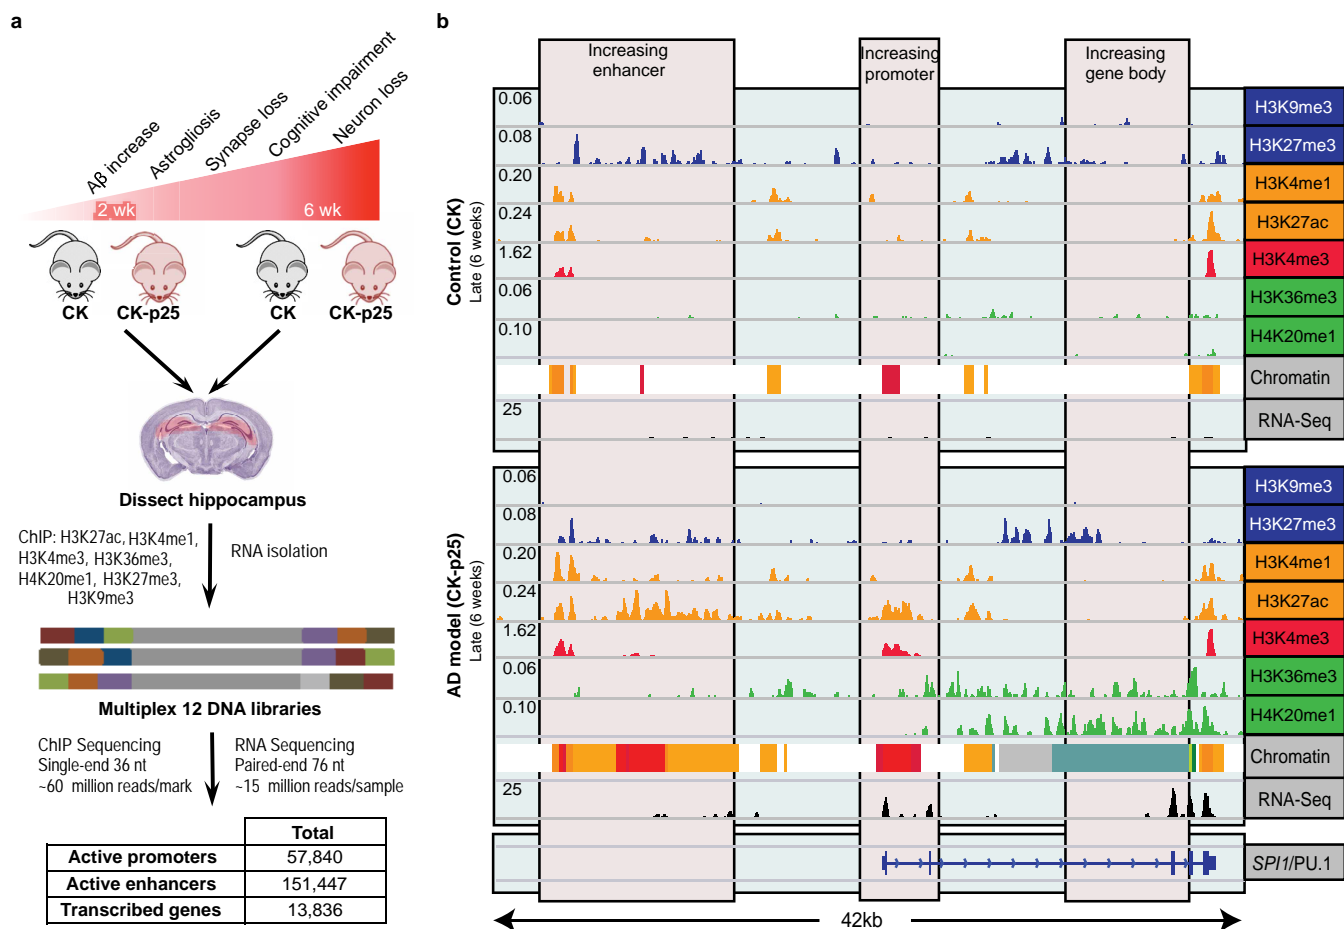 a
Aβ increase
Astrogliosis
Synapse loss
Cognitive impairment
Neuron loss
2 wk
6 wk
CK
CK-p25
CK
CK-p25
Dissect hippocampus
ChIP: H3K27ac, H3K4me1,
H3K4me3, H3K36me3,
H4K20me1, H3K27me3,
H3K9me3
RNA isolation
Multiplex 12 DNA libraries
ChIP Sequencing
Single-end 36 nt
~60 million reads/mark
RNA Sequencing
Paired-end 76 nt
~15 million reads/sample
Total
Active promoters 57,840
Active enhancers 151,447
Transcribed genes 13,836
b
Increasing
enhancer
Increasing
promoter
Increasing
gene body
Control (CK)
Late (6 weeks)
0.06 H3K9me3
0.08 H3K27me3
0.20 H3K4me1
0.24 H3K27ac
1.62 H3K4me3
0.06 H3K36me3
0.10 H4K20me1
Chromatin
25 RNA-Seq
AD model (CK-p25)
Late (6 weeks)
0.06 H3K9me3
0.08 H3K27me3
0.20 H3K4me1
0.24 H3K27ac
1.62 H3K4me3
0.06 H3K36me3
0.10 H4K20me1
Chromatin
25 RNA-Seq
SPI1/PU.1
42kb